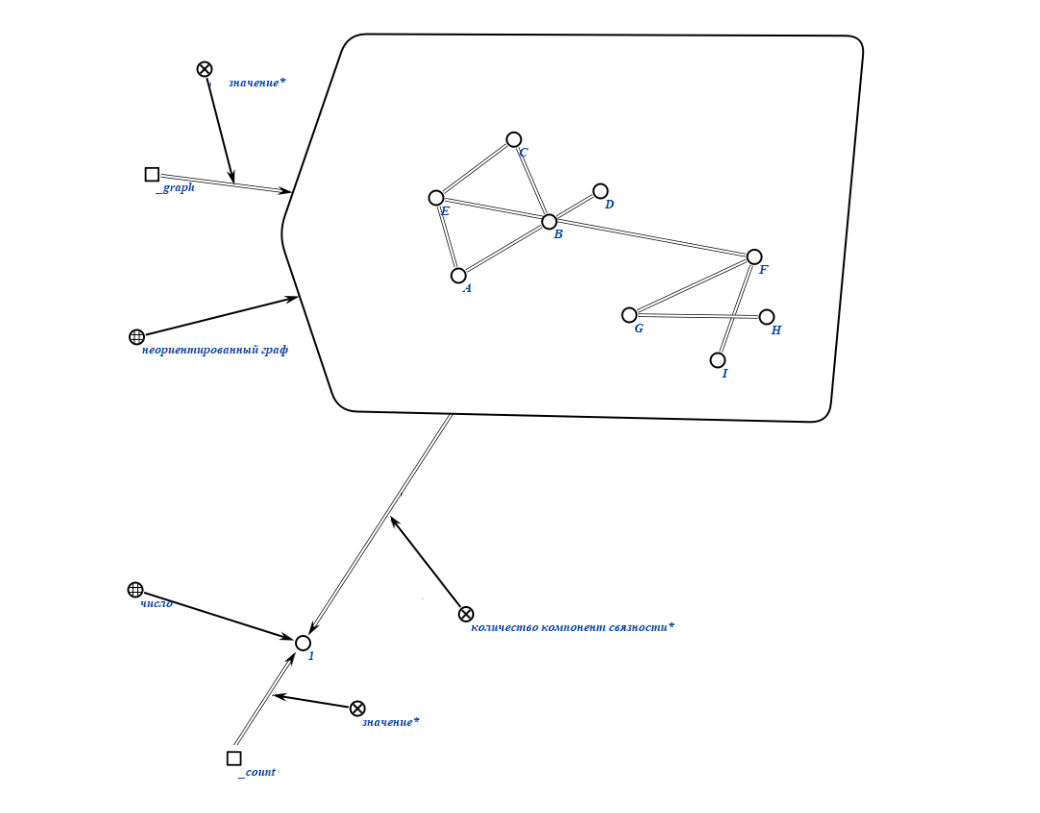 значение*
C
_graph
D
E
B
F
A
G
H
неориентированный граф
I
число
количество компонент связности*
1
значение*
_count